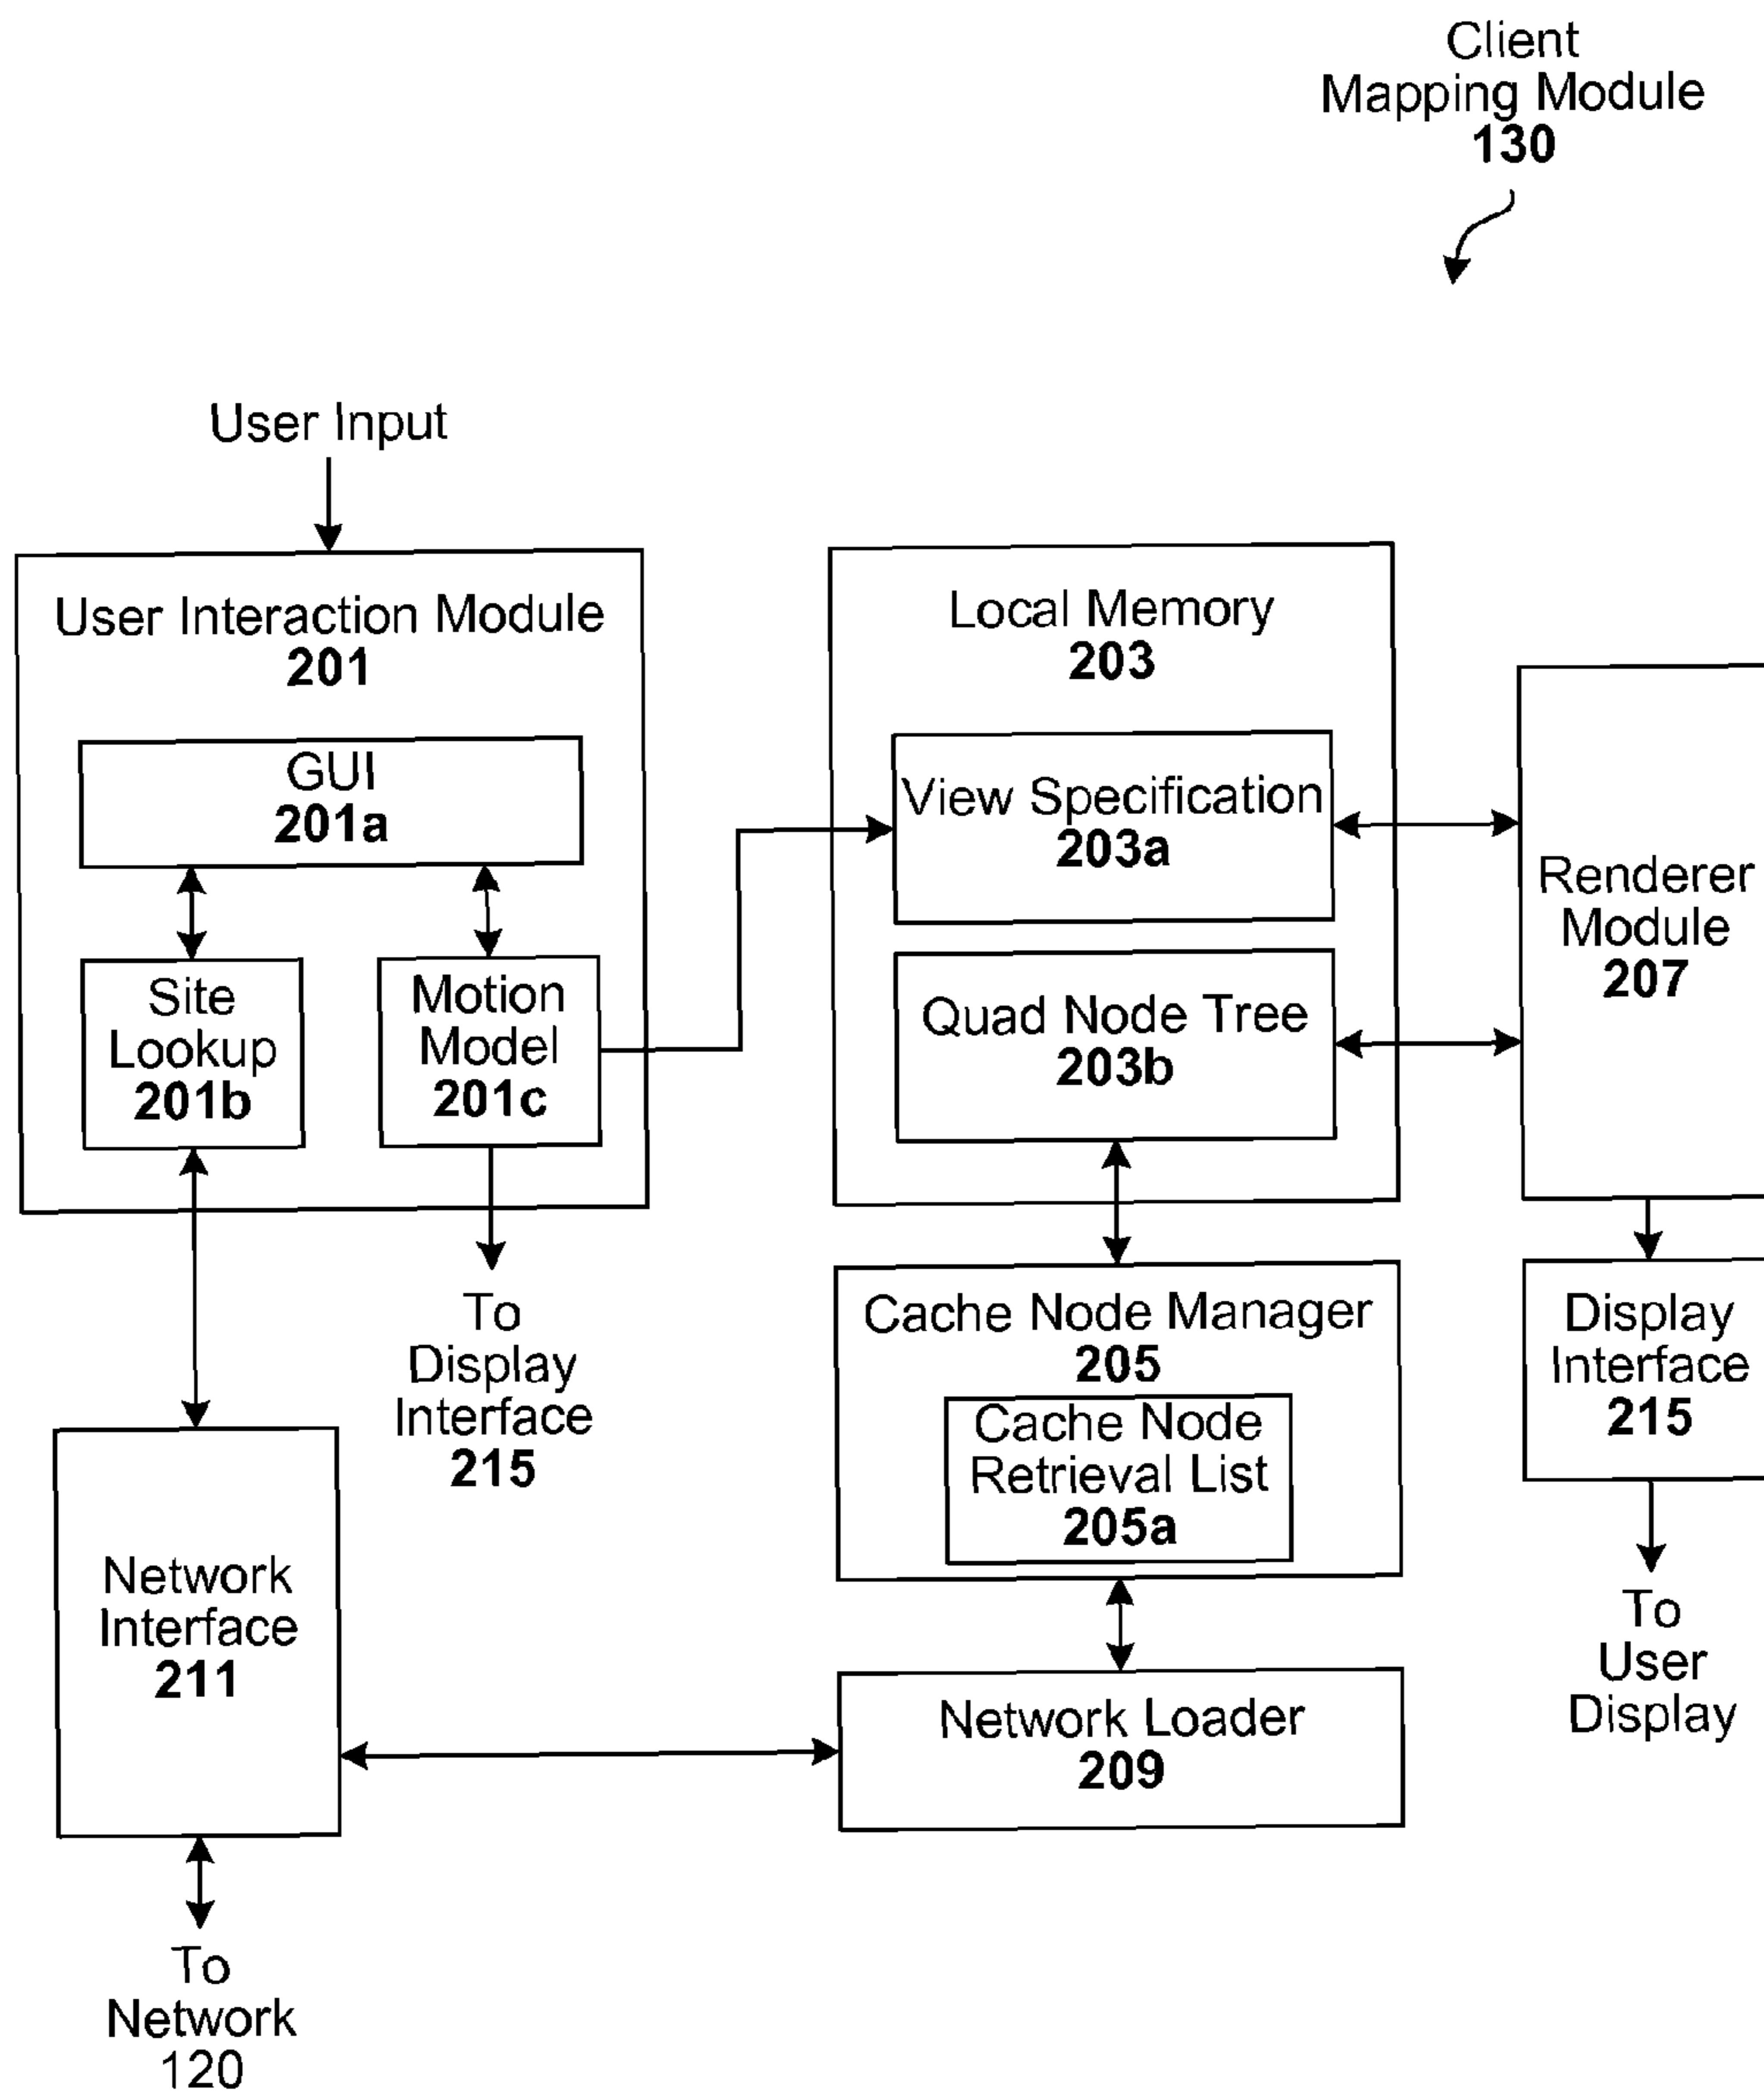 Client
Mapping Module
130
User Input
User Interaction Module
201
GUI
201a
Site
Lookup
201b
Motion
Model
201c
To
Display
Interface
215
Local Memory
203
View Specification
203a
Quad Node Tree
203b
Renderer
Module
207
Cache Node Manager
205
Cache Node
Retrieval List
205a
Display
Interface
215
To
User
Display
Network
Interface
211
Network Loader
209
To
Network
120